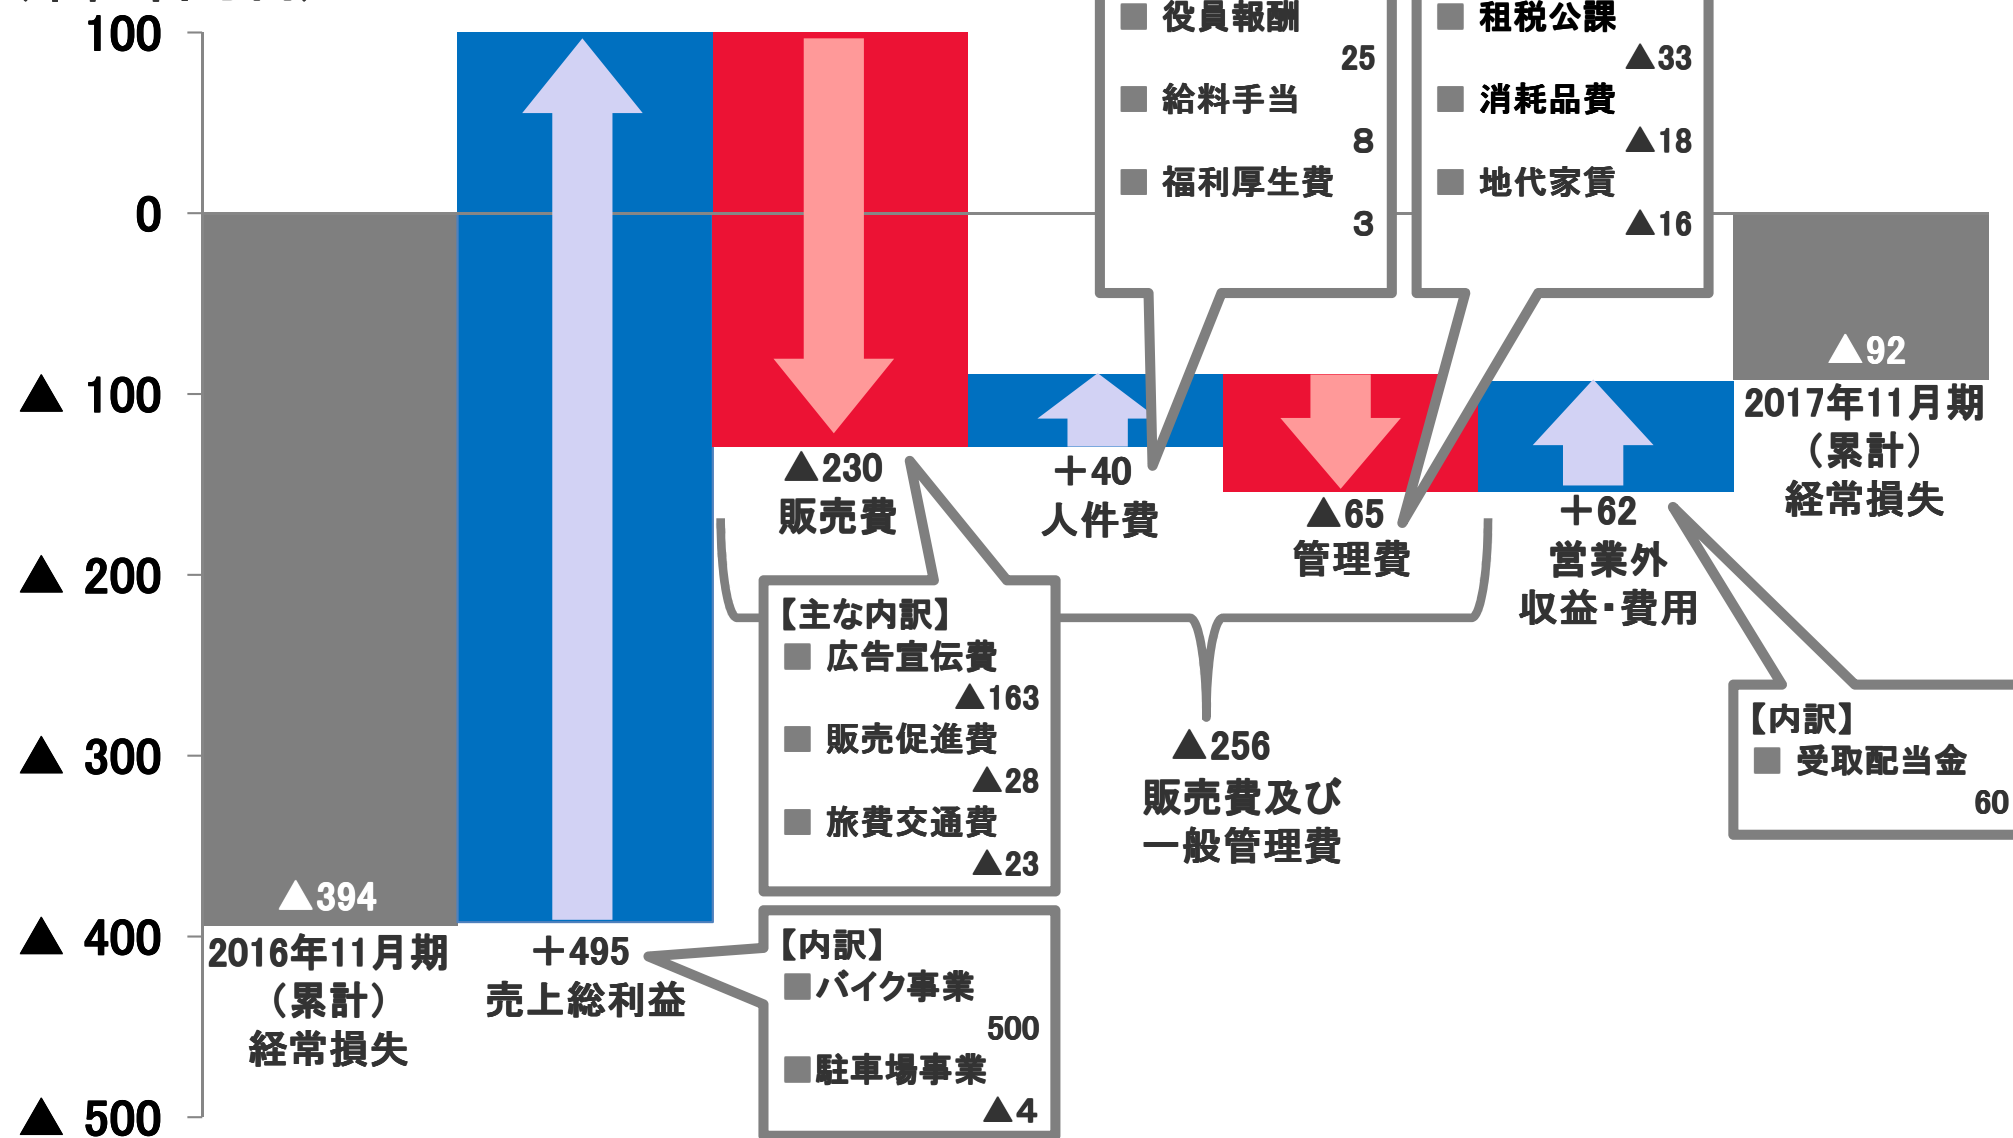 100
0
▲ 100
▲ 200
▲ 300
▲ 400
▲ 500
■ 役員報酬
25
■ 給料手当
8
■ 福利厚生費
3
■ 租税公課
▲33
■ 消耗品費
▲18
■ 地代家賃
▲16
▲394
2016年11月期
（累計）
経常損失
＋495
売上総利益
【内訳】
■バイク事業
500
■駐車場事業
▲4
▲230
販売費
【主な内訳】
■ 広告宣伝費
▲163
■ 販売促進費
▲28
■ 旅費交通費
▲23
＋40
人件費
▲65
管理費
▲256
販売費及び
一般管理費
＋62
営業外
収益・費用
【内訳】
■ 受取配当金
60
▲92
2017年11月期
（累計）
経常損失